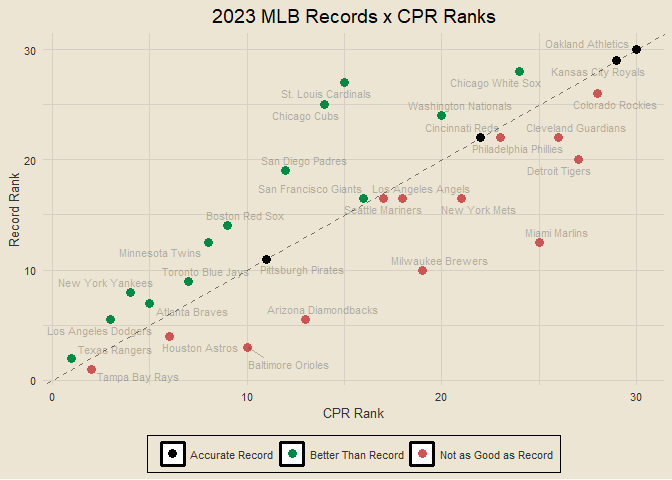 2023 MLB Records x CPR Ranks
Oakland Athletics
30
Kansas City Royals
Chicago White Sox
St. Louis Cardinals
Colorado Rockies
Washington Nationals
Chicago Cubs
Cincinnati Reds
Cleveland Guardians
Philadelphia Phillies
20
San Diego Padres
Detroit Tigers
San Francisco Giants
Los Angeles Angels
Seattle Mariners
New York Mets
Boston Red Sox
Miami Marlins
Minnesota Twins
Milwaukee Brewers
Toronto Blue Jays
Pittsburgh Pirates
10
New York Yankees
Atlanta Braves
Arizona Diamondbacks
Los Angeles Dodgers
Texas Rangers
Houston Astros
Baltimore Orioles
Tampa Bay Rays
0
Record Rank
0 10 20 30
CPR Rank
Accurate Record Better Than Record Not as Good as Record